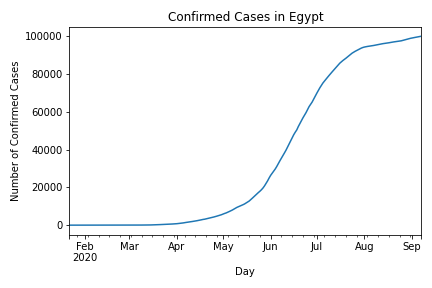 Confirmed Cases in Egypt
Number of Confirmed Cases
100000
80000
60000
40000
20000
0
Feb Mar Apr May Jun Jul Aug Sep
2020
Day